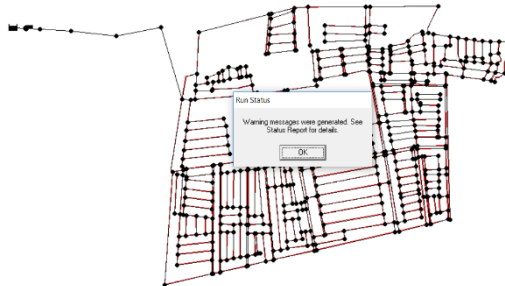 Run Status
Warning messages were generated. See
Status Report for details.
OK